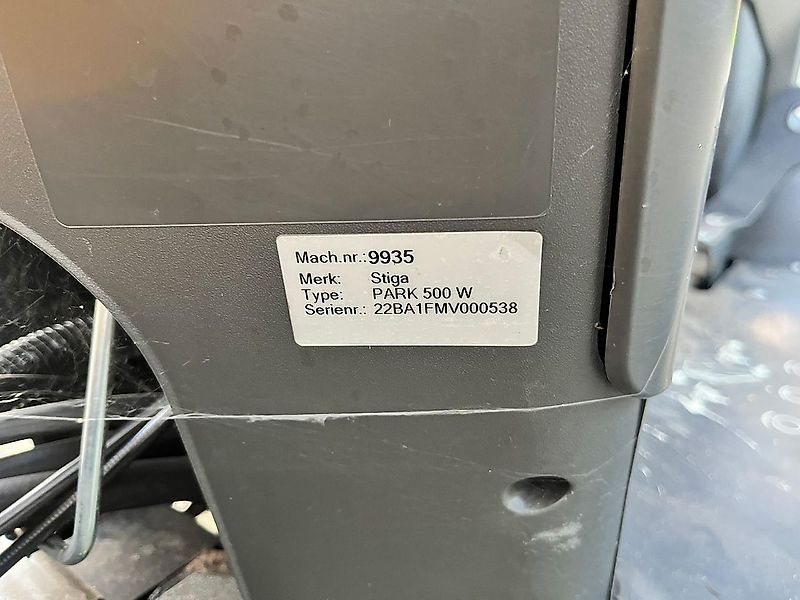 Mach.nr.:9935
Merk: Stiga
Type: PARK 500 W
Serienr.: 22BA1FMV000538